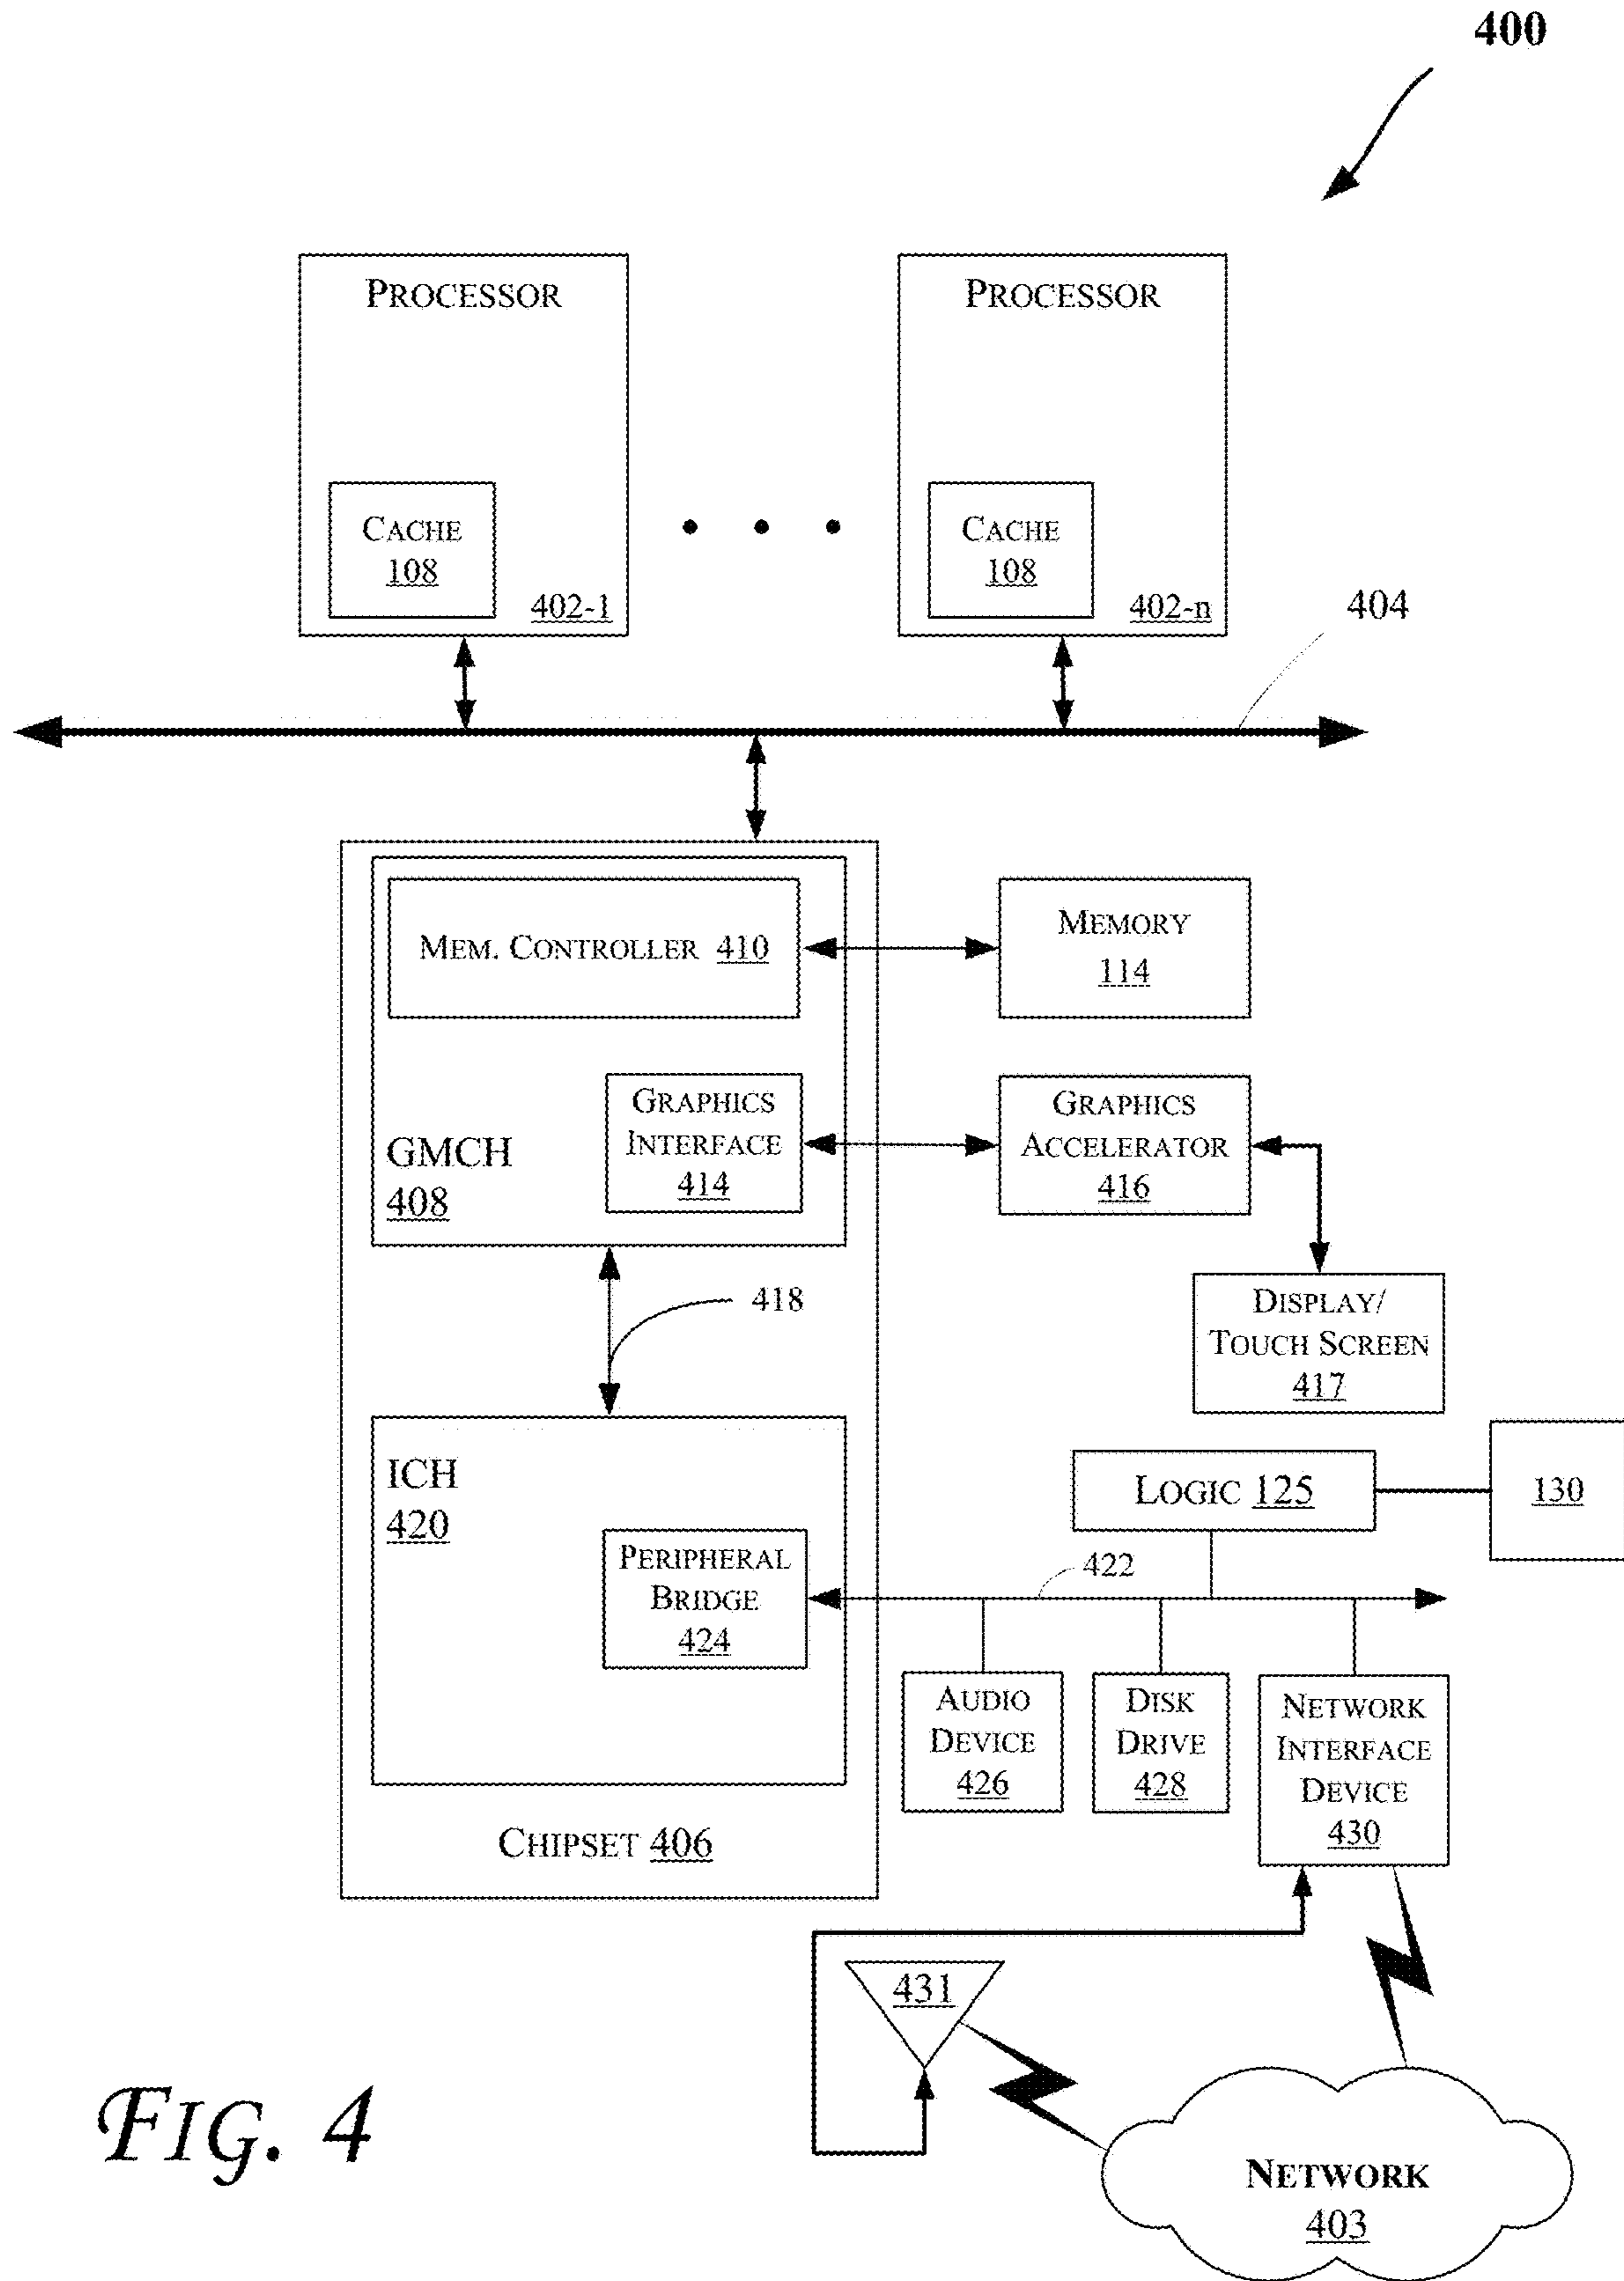 400
PROCESSOR
CACHE
108
402-1
PROCESSOR
CACHE
108
402-n
404
MEM. CONTROLLER 410
MEMORY
114
GRAPHICS
INTERFACE
414
GMCH
408
GRAPHICS
ACCELERATOR
416
418
DISPLAY/
TOUCH SCREEN
417
ICH
420
LOGIC 125
130
PERIPHERAL
BRIDGE
424
422
AUDIO
DEVICE
426
DISK
DRIVE
428
NETWORK
INTERFACE
DEVICE
430
CHIPSET 406
431
NETWORK
403
FIG. 4